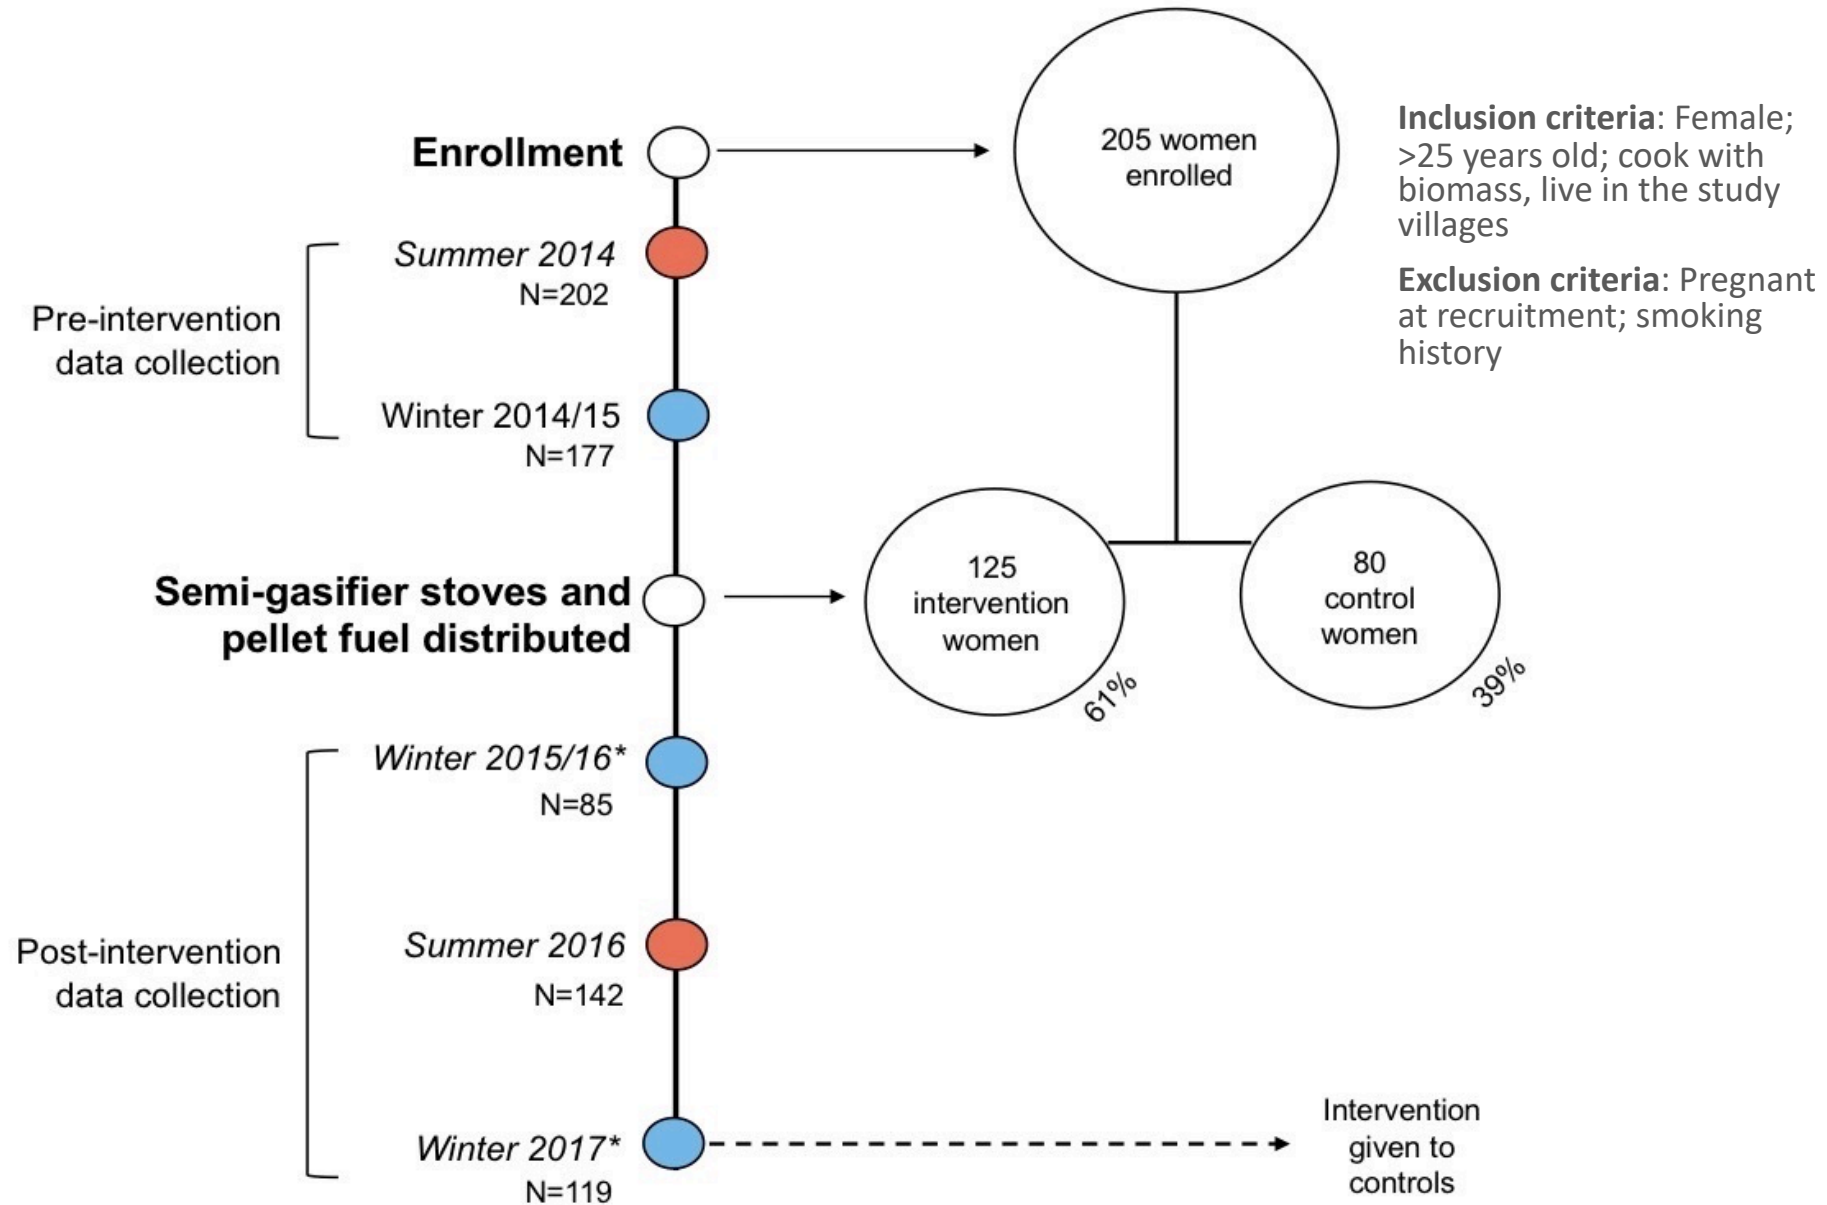 Enrollment
205 women
enrolled
Inclusion criteria: Female;
>25 years old; cook with
biomass, live in the study
villages
Exclusion criteria: Pregnant
at recruitment; smoking
history
Pre-intervention
data collection
Summer 2014
N=202
Winter 2014/15
N=177
Semi-gasifier stoves and
pellet fuel distributed
125
intervention
women
61%
80
control
women
39%
Post-intervention
data collection
Winter 2015/16*
N=85
Summer 2016
N=142
Winter 2017*
N=119
Intervention
given to
controls